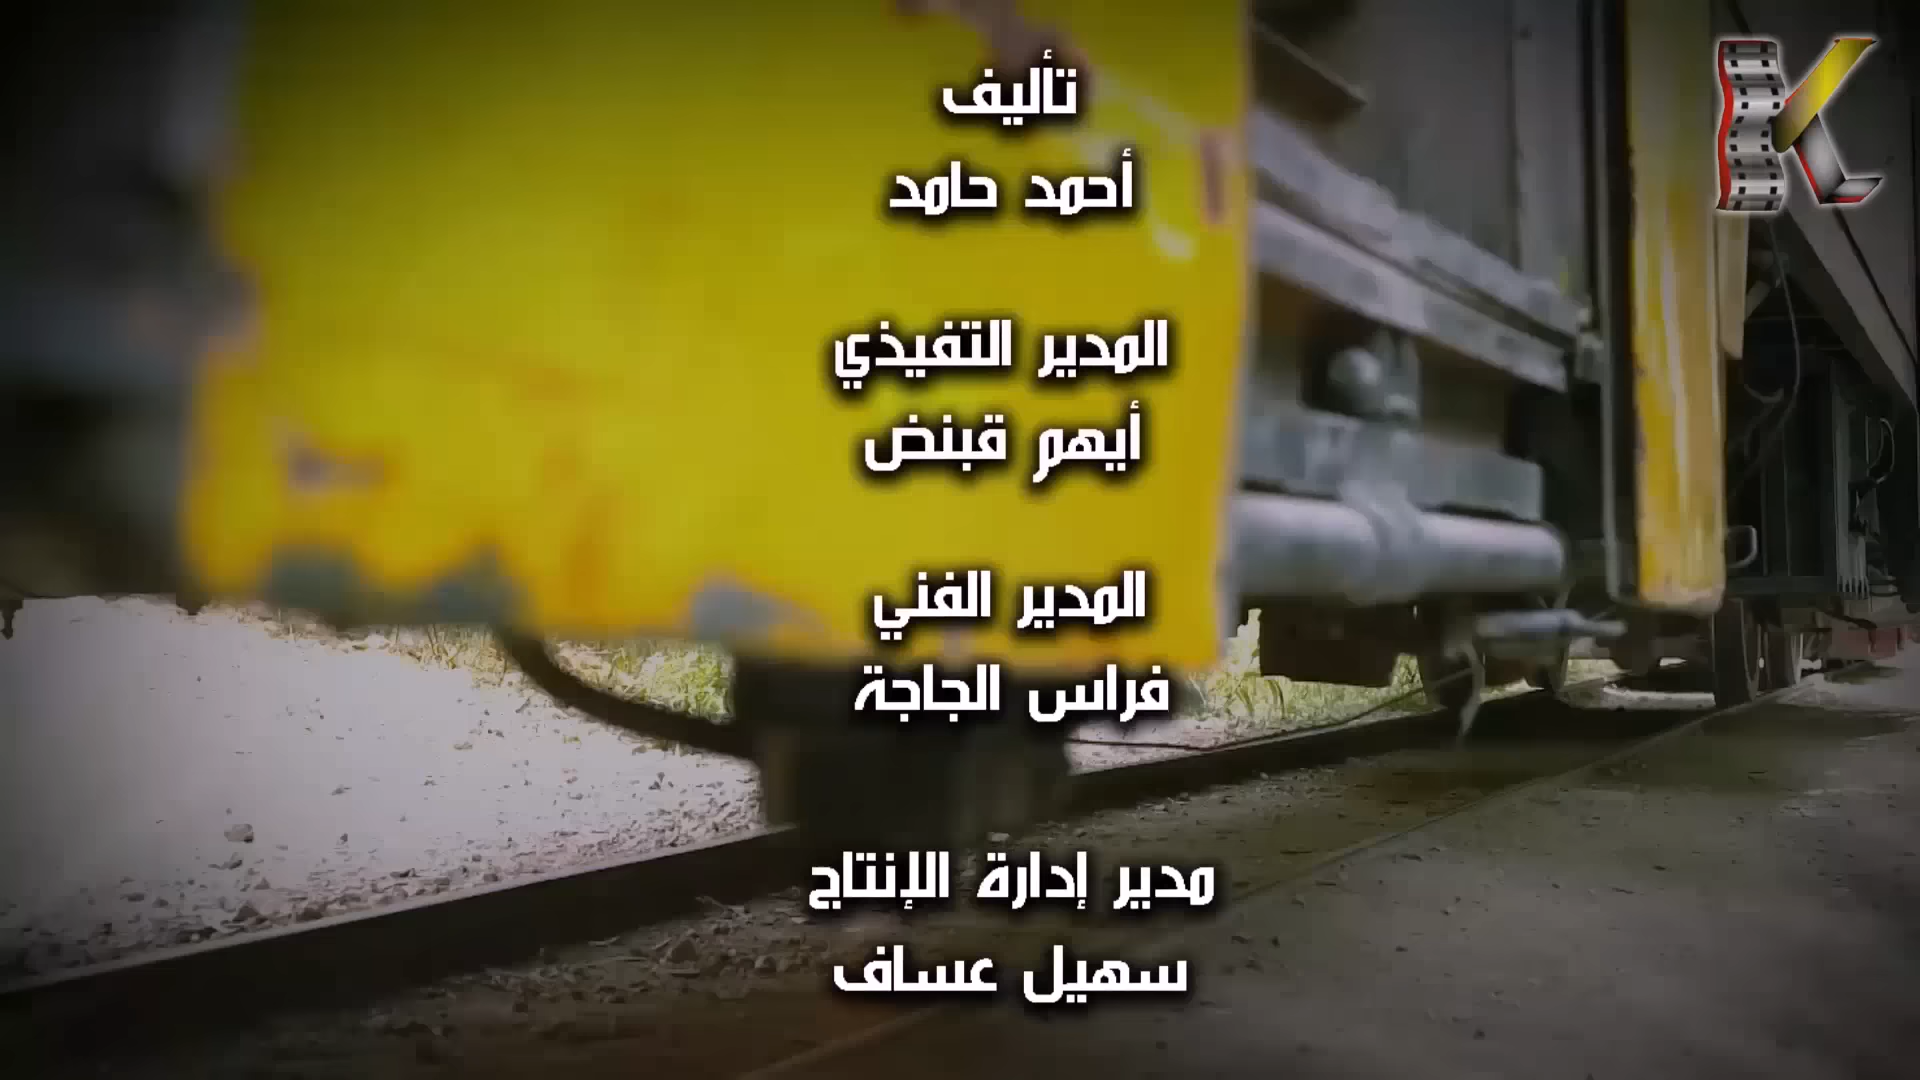 تأليف
أحمد حامد
المدير التفيذي
أيهم قبنض
المدير الفني
فراس الجاجة
مدير إدارة الإنتاج
سهيل عساف